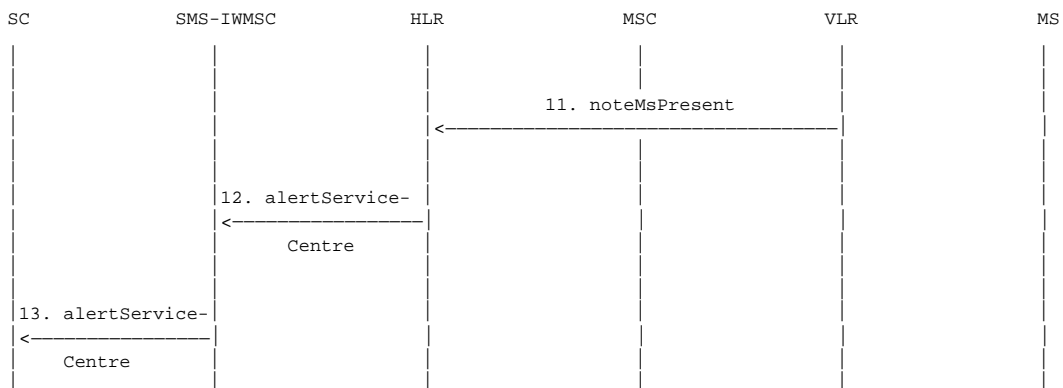 SC SMS-IWMSC HLR MSC VLR MS
11. noteMsPresent
12. alertService-
Centre
13. alertService-
Centre